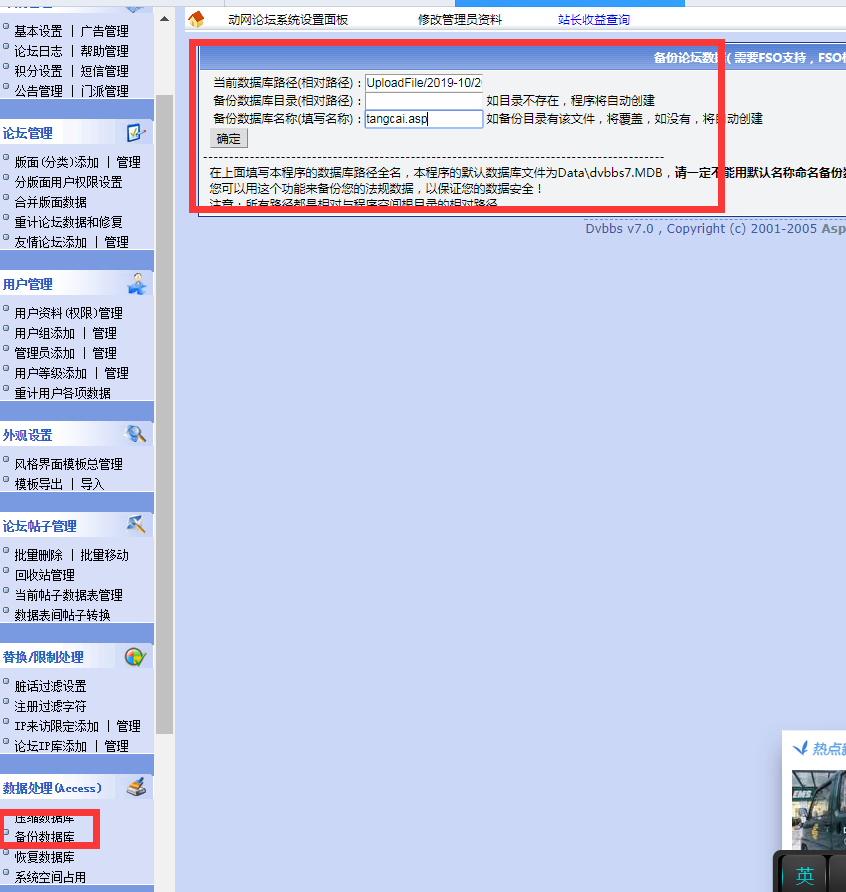 基本设置 | 广告管理
论坛日志 | 帮助管理
积分设置 | 短信管理
公告管理 | 门派管理
论坛管理
版面(分类)添加 | 管理
分版面用户权限设置
合并版面数据
重计论坛数据和修复
友情论坛添加 | 管理
用户管理
用户资料(权限)管理
用户组添加 | 管理
管理员添加 | 管理
用户等级添加 | 管理
重计用户各项数据
外观设置
风格界面模板总管理
模板导出 | 导入
论坛帖子管理
批量删除 | 批量移动
回收站管理
当前帖子数据表管理
数据表间帖子转换
替换/限制处理
脏话过滤设置
注册过滤字符
IP来访限定添加 | 管理
论坛IP库添加 | 管理
数据处理(Access)
压缩数据库
备份数据库
恢复数据库
系统空间占用
动网论坛系统设置面板 修改管理员资料 站长收益查询
备份论坛数据( 需要FSO支持，FSO
当前数据库路径(相对路径)：UploadFile/2019-10/2
备份数据库目录(相对路径)： 如目录不存在，程序将自动创建
备份数据库名称(填写名称)：tangcai.asp 如备份目录有该文件，将覆盖，如没有，将自动创建
确定
在上面填写本程序的数据库路径全名，本程序的默认数据库文件为Data\dvbbs7.MDB，请一定不能用默认名称命名备份数
您可以用这个功能来备份您的法规数据，以保证您的数据安全！
注意：所有路径都是相对与程序空间根目录的相对路径
Dvbbs v7.0 , Copyright (c) 2001-2005 Asp
热点
EMS
英